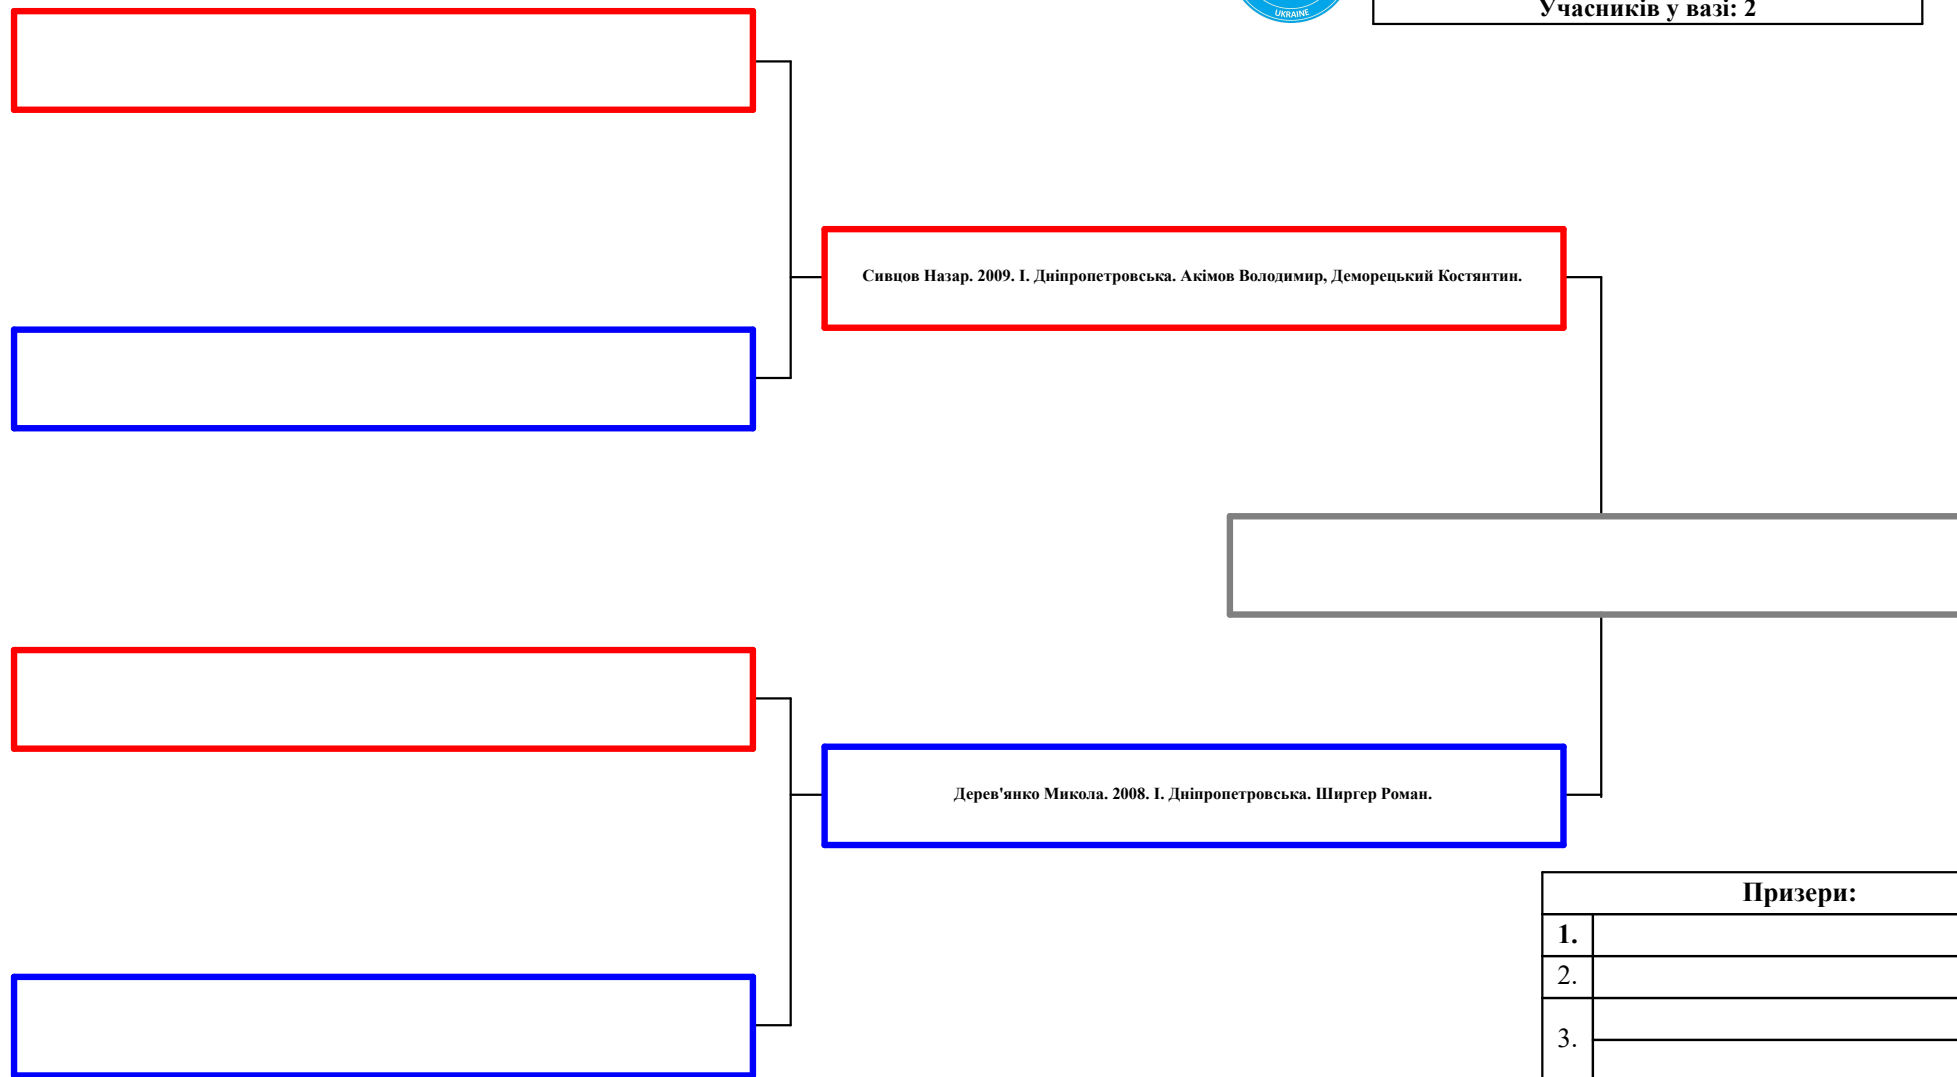 UKRAINE
Учасників у вазі: 2
Сивцов Назар. 2009. І. Дніпропетровська. Акімов Володимир, Деморецький Костянтин.
Дерев'янко Микола. 2008. І. Дніпропетровська. Ширгер Роман.
Призери:
1.
2.
3.